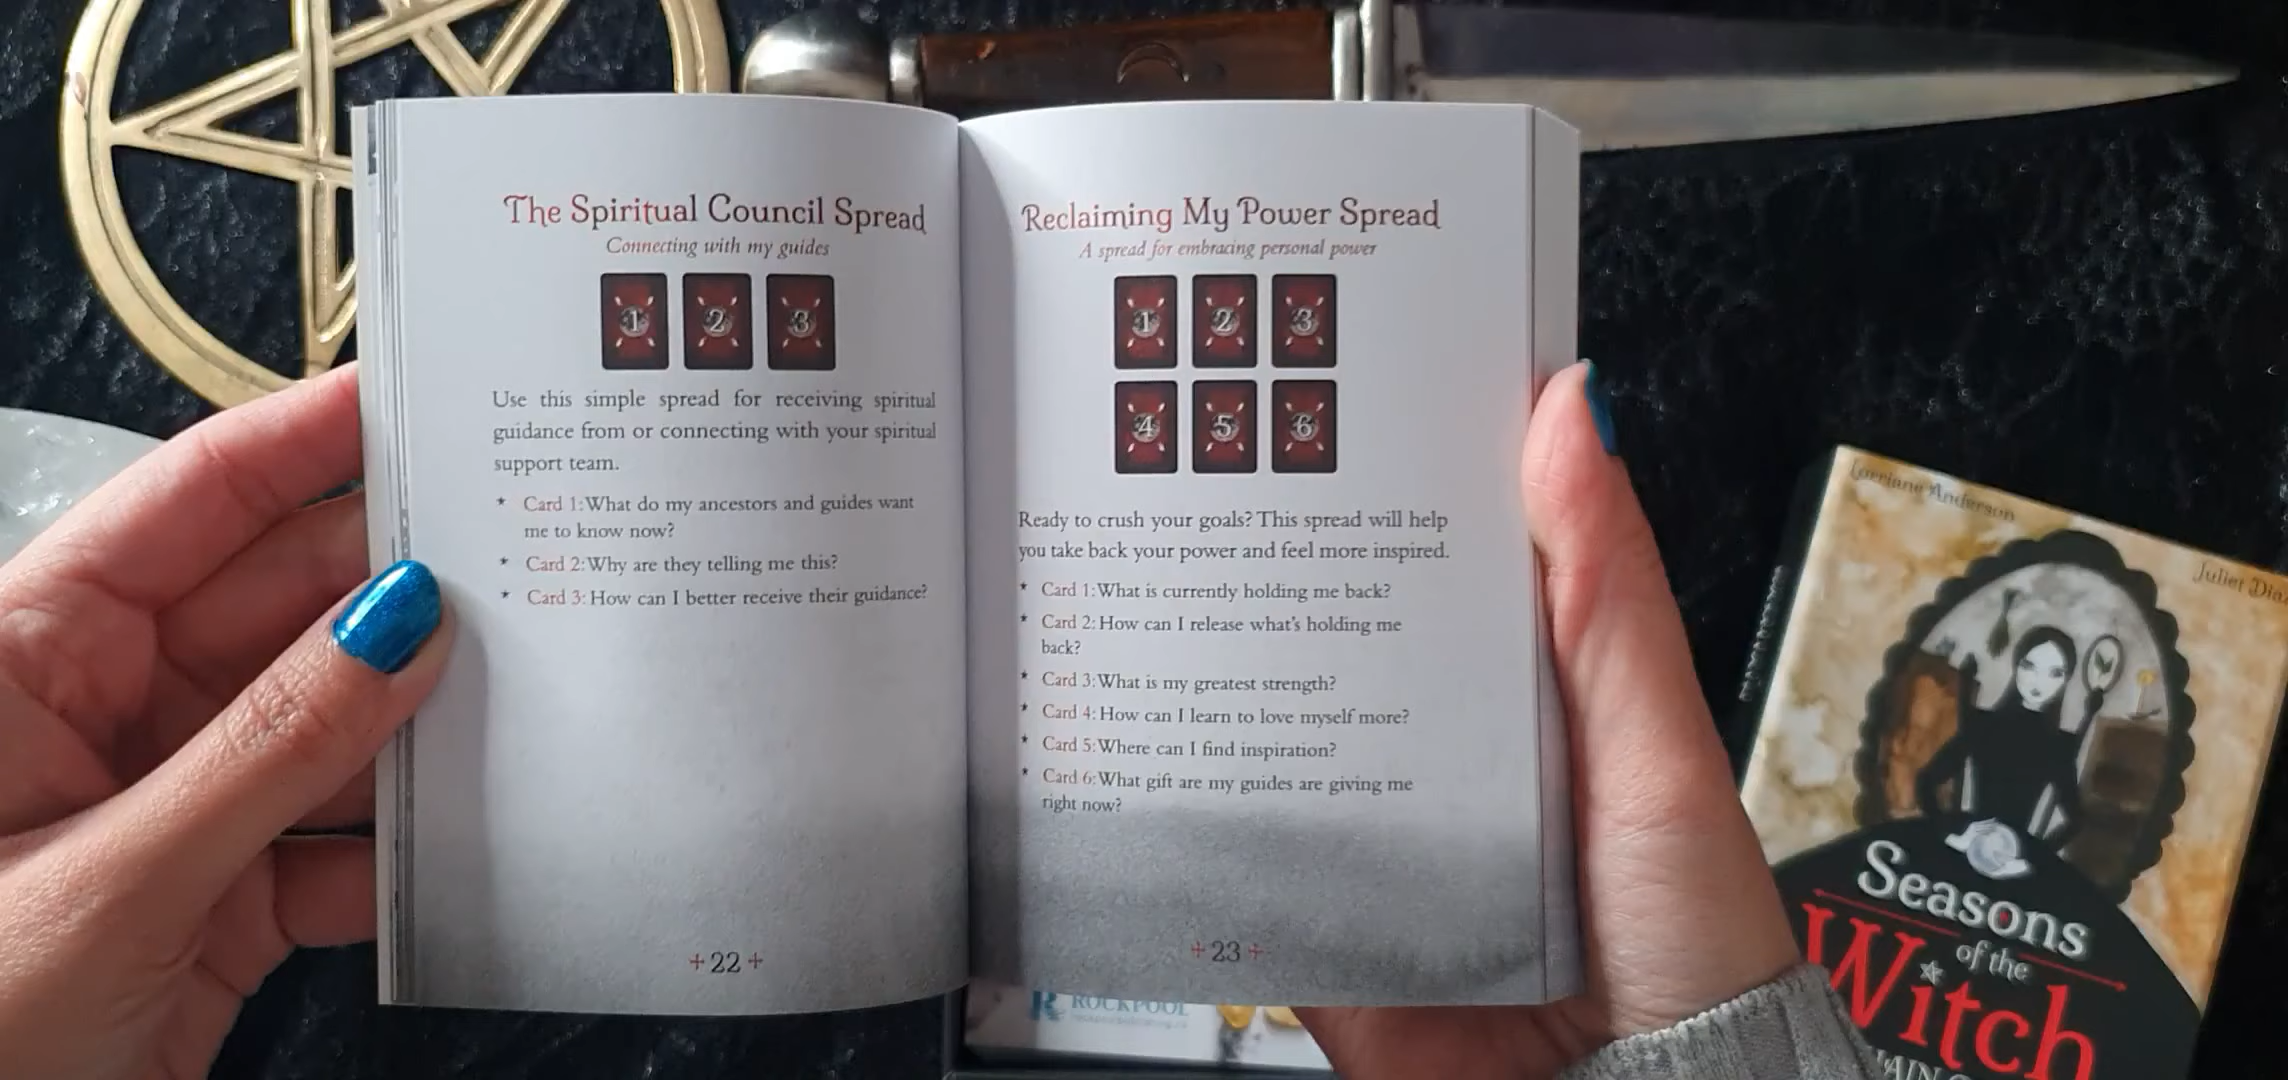 The Spiritual Council Spread
Connecting with my guides
1 2 3
Use this simple spread for receiving spiritual
guidance from or connecting with your spiritual
support team.
* Card 1: What do my ancestors and guides want
me to know now?
* Card 2: Why are they telling me this?
* Card 3: How can I better receive their guidance?
+ 22 +
Reclaiming My Power Spread
A spread for embracing personal power
1 2 3
4 5 6
Ready to crush your goals? This spread will help
you take back your power and feel more inspired.
* Card 1: What is currently holding me back?
* Card 2: How can I release what's holding me
back?
* Card 3: What is my greatest strength?
* Card 4: How can I learn to love myself more?
* Card 5: Where can I find inspiration?
* Card 6: What gift are my guides are giving me
right now?
+ 23 +
ROCKPOOL
Lorriane Anderson
Juliet Diaz
Seasons
of the
Witch